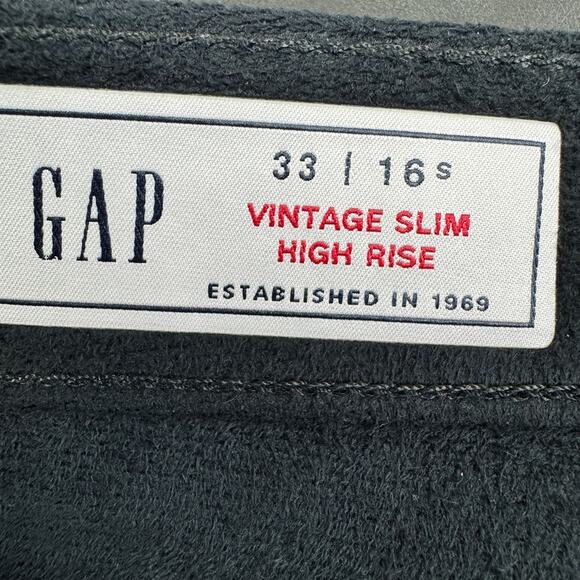 GAP
33 | 16s
VINTAGE SLIM
HIGH RISE
ESTABLISHED IN 1969